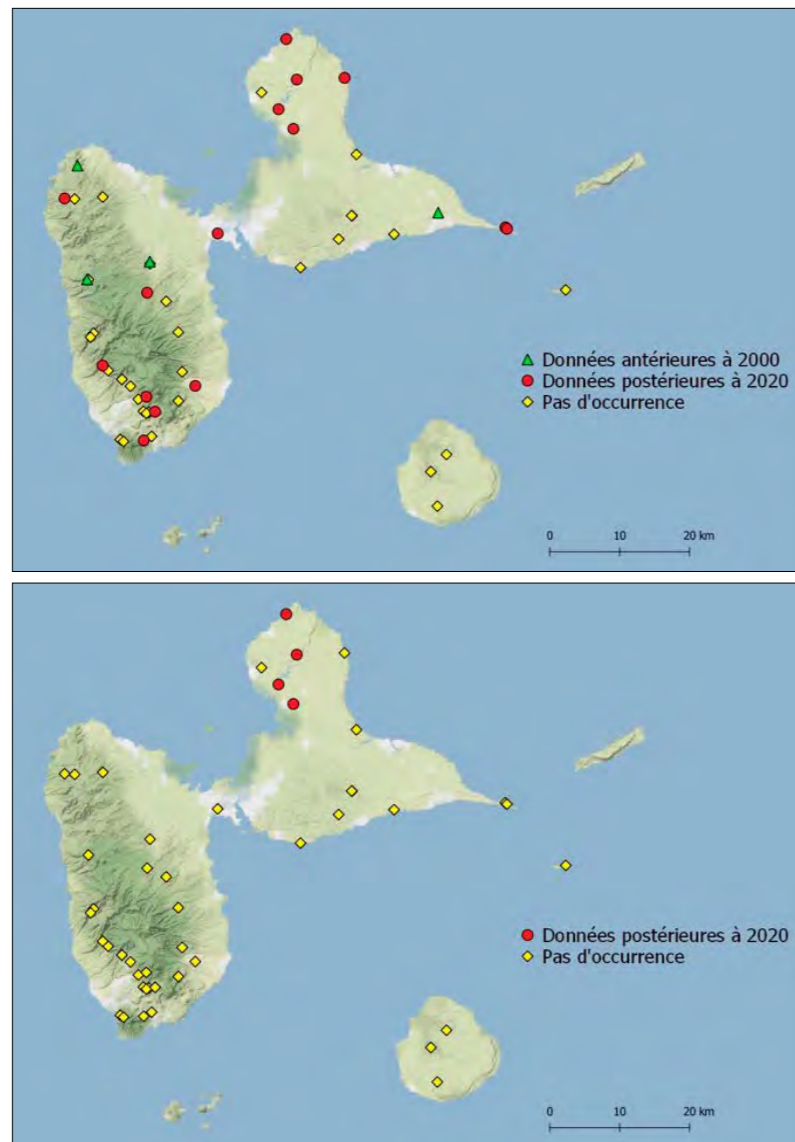 Données antérieures à 2000
Données postérieures à 2020
Pas d'occurrence
0 10 20 km
Données postérieures à 2020
Pas d'occurrence
0 10 20 km